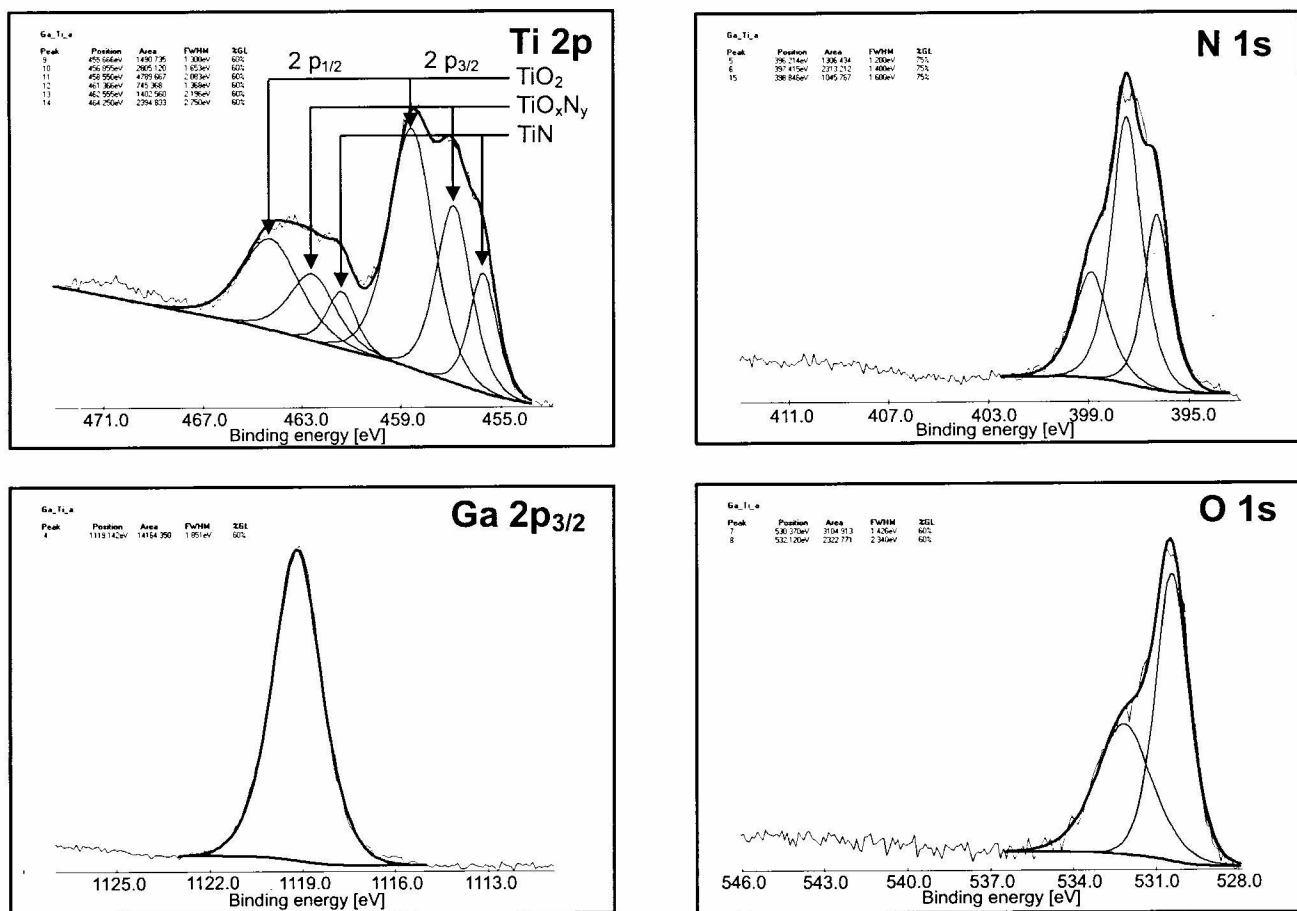 Ga_Ti_a
Ti 2p
Peak Position Area FWHM %GL
9 455.666eV 1490.735 1.300eV 60%
10 456.855eV 2805.120 1.653eV 60%
11 458.550eV 4789.667 2.083eV 60%
12 461.366eV 745.368 1.368eV 60%
13 462.555eV 1402.560 2.196eV 60%
14 464.250eV 2394.833 2.750eV 60%
2 p1/2 2 p3/2
TiO2
TiOxNy
TiN
471.0 467.0 463.0 459.0 455.0
Binding energy [eV]
Ga_Ti_a
N 1s
Peak Position Area FWHM %GL
5 396.214eV 1306.434 1.200eV 75%
6 397.415eV 2313.212 1.400eV 75%
15 398.846eV 1045.767 1.600eV 75%
411.0 407.0 403.0 399.0 395.0
Binding energy [eV]
Ga_Ti_a
Ga 2p3/2
Peak Position Area FWHM %GL
4 1119.142eV 14164.350 1.851eV 60%
1125.0 1122.0 1119.0 1116.0 1113.0
Binding energy [eV]
Ga_Ti_a
O 1s
Peak Position Area FWHM %GL
7 530.370eV 3104.913 1.426eV 60%
8 532.120eV 2322.771 2.340eV 60%
546.0 543.0 540.0 537.0 534.0 531.0 528.0
Binding energy [eV]